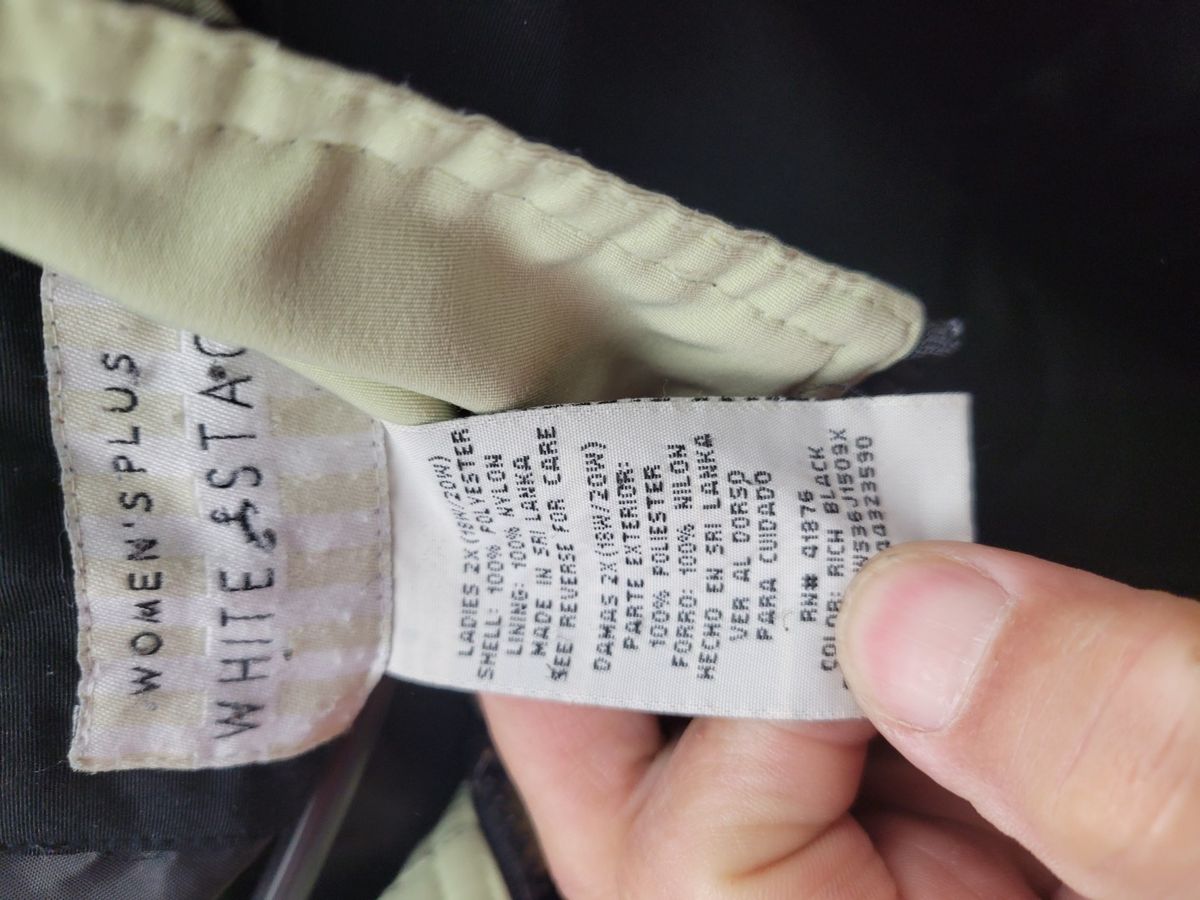 WOMEN'S PLUS
WHITE STAG
LADIES 2X (18W/20W)
SHELL: 100% POLYESTER
LINING: 100% NYLON
MADE IN SRI LANKA
SEE REVERSE FOR CARE
DAMAS 2X (18W/20W)
PARTE EXTERIOR:
100% POLIESTER
FORRO: 100% NILON
HECHO EN SRI LANKA
VER AL DORSO
PARA CUIDADO
RN# 41876
COLOR: RICH BLACK